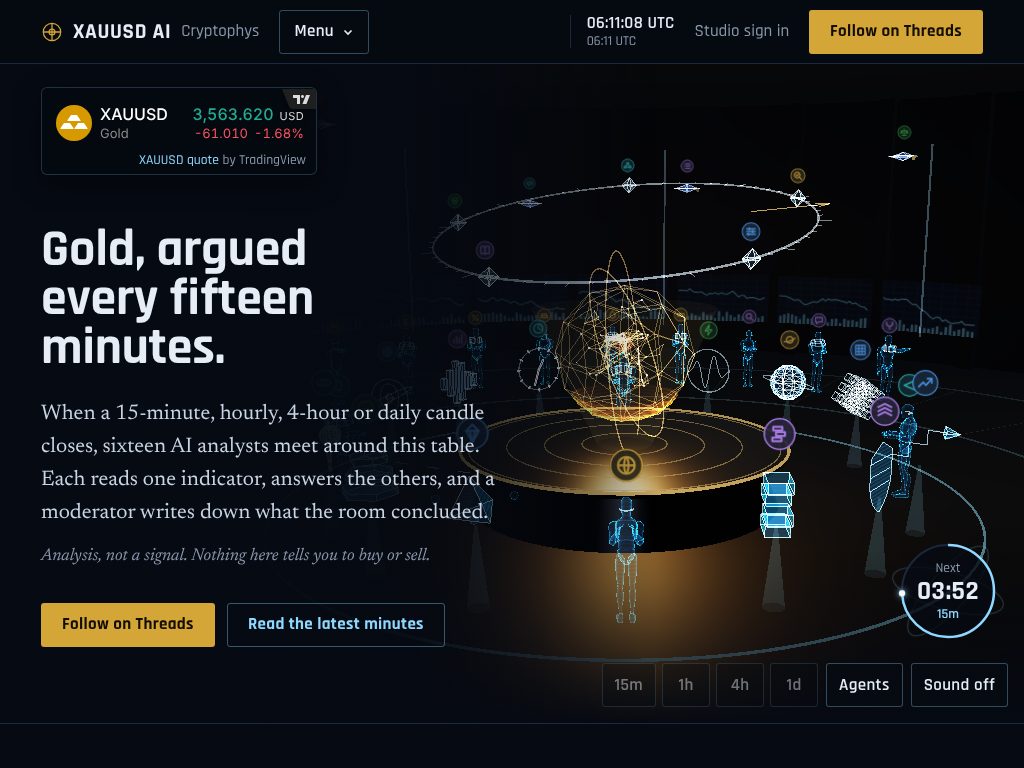 XAUUSD AI Cryptophys Menu
06:11:08 UTC
06:11 UTC
Studio sign in
Follow on Threads
XAUUSD 3,563.620 USD
Gold -61.010 -1.68%
XAUUSD quote by TradingView
Gold, argued
every fifteen
minutes.
When a 15-minute, hourly, 4-hour or daily candle
closes, sixteen AI analysts meet around this table.
Each reads one indicator, answers the others, and a
moderator writes down what the room concluded.
Analysis, not a signal. Nothing here tells you to buy or sell.
Follow on Threads Read the latest minutes
Next
03:52
15m
15m 1h 4h 1d Agents Sound off